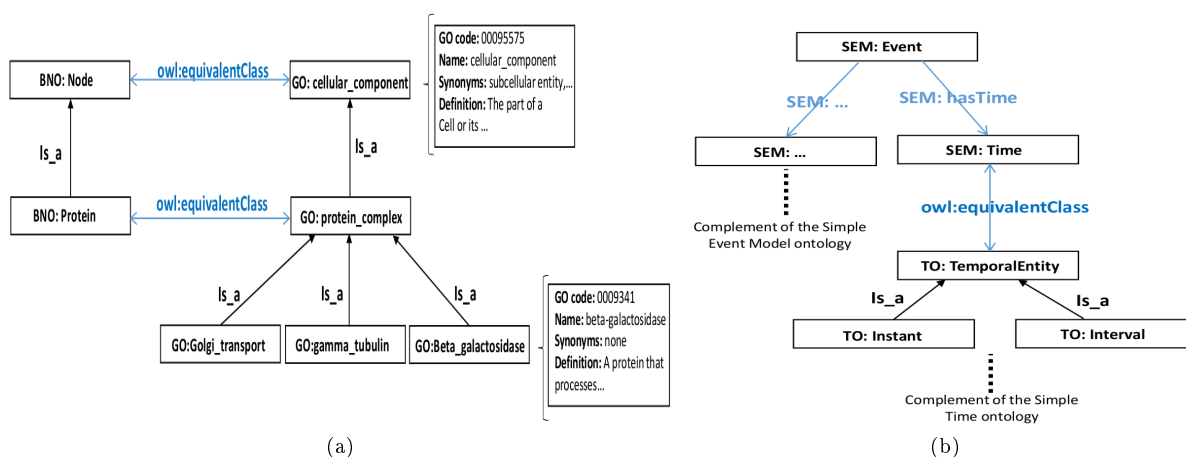 GO code: 00095575
Name: cellular_component
Synonyms: subcellular entity,...
Definition: The part of a
Cell or its ...
BNO: Node
owl:equivalentClass
GO: cellular_component
Is_a
Is_a
BNO: Protein
owl:equivalentClass
GO: protein_complex
Is_a
Is_a
Is_a
GO:Golgi_transport
GO:gamma_tubulin
GO:Beta_galactosidase
GO code: 0009341
Name: beta-galactosidase
Synonyms: none
Definition: A protein that
processes...
(a)
SEM: Event
SEM: ...
SEM: hasTime
SEM: ...
SEM: Time
Complement of the Simple
Event Model ontology
owl:equivalentClass
TO: TemporalEntity
Is_a
Is_a
TO: Instant
TO: Interval
Complement of the Simple
Time ontology
(b)